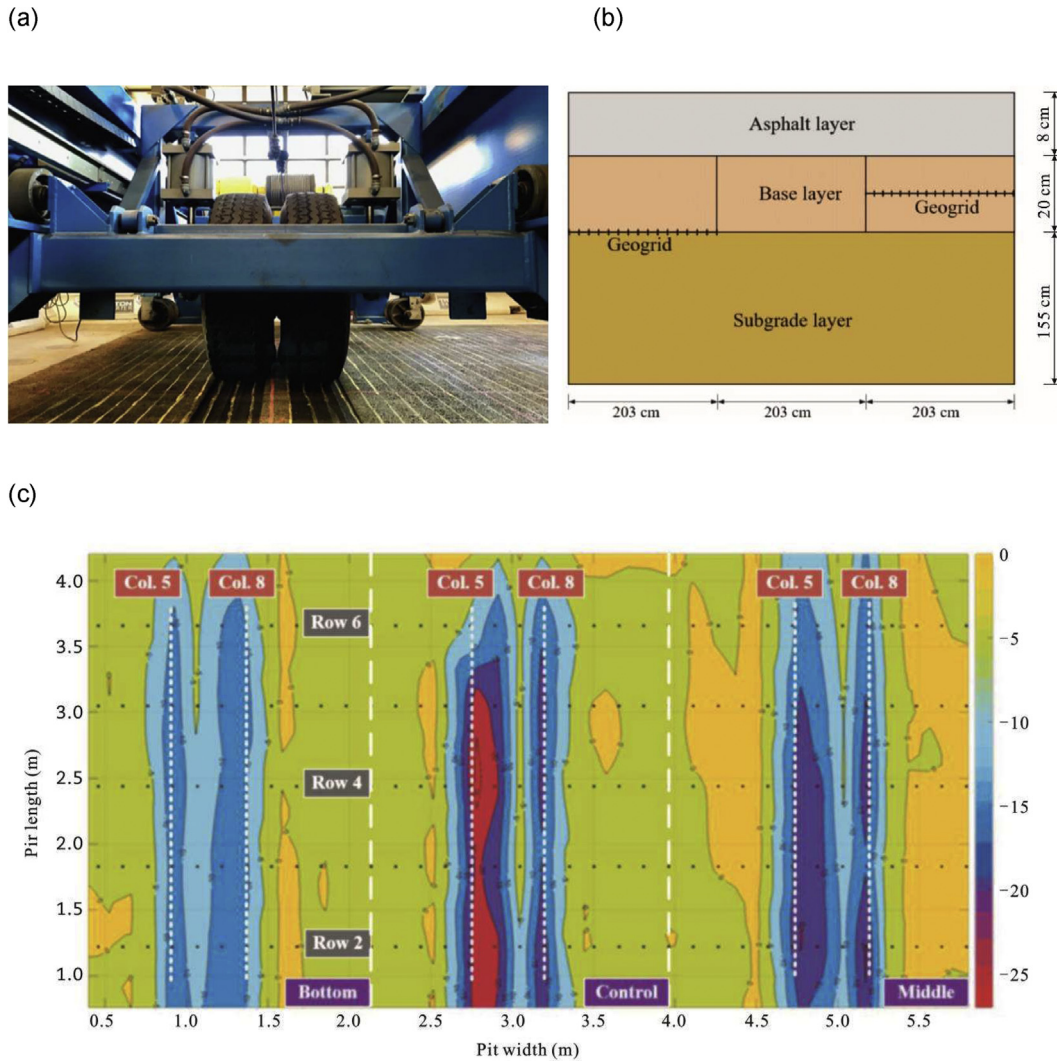 (a)
(b)
Asphalt layer
8 cm
Base layer
20 cm
Geogrid
Geogrid
Subgrade layer
155 cm
203 cm
203 cm
203 cm
(c)
Col. 5
Col. 8
Col. 5
Col. 8
Col. 5
Col. 8
Row 6
Row 4
Row 2
Bottom
Control
Middle
4.0
3.5
3.0
2.5
2.0
1.5
1.0
Pir length (m)
0.5
1.0
1.5
2.0
2.5
3.0
3.5
4.0
4.5
5.0
5.5
Pit width (m)
0
−5
−10
−15
−20
−25